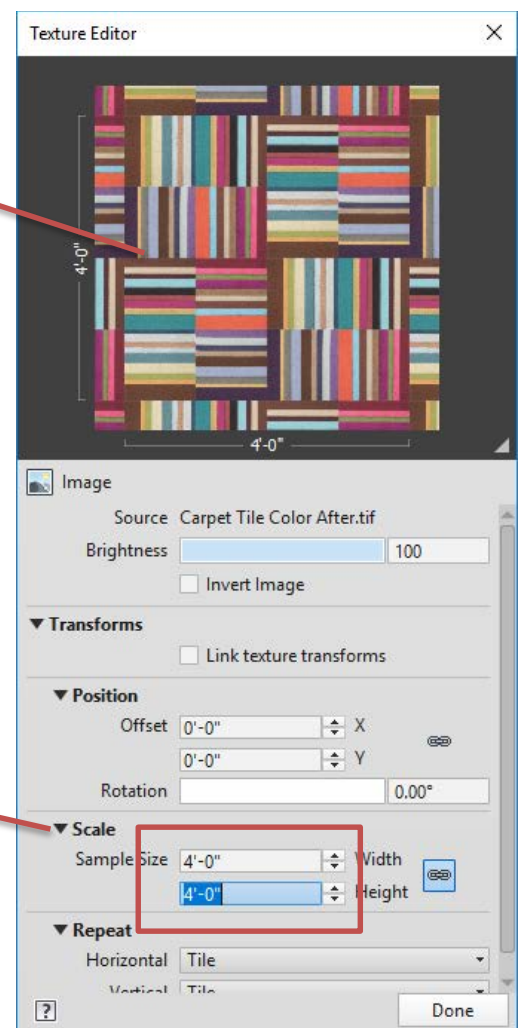 Texture Editor
4'-0"
4'-0"
Image
Source Carpet Tile Color After.tif
Brightness 100
Invert Image
Transforms
Link texture transforms
Position
Offset 0'-0" X
0'-0" Y
Rotation 0.00°
Scale
Sample Size 4'-0" Width
4'-0" Height
Repeat
Horizontal Tile
Vertical Tile
? Done